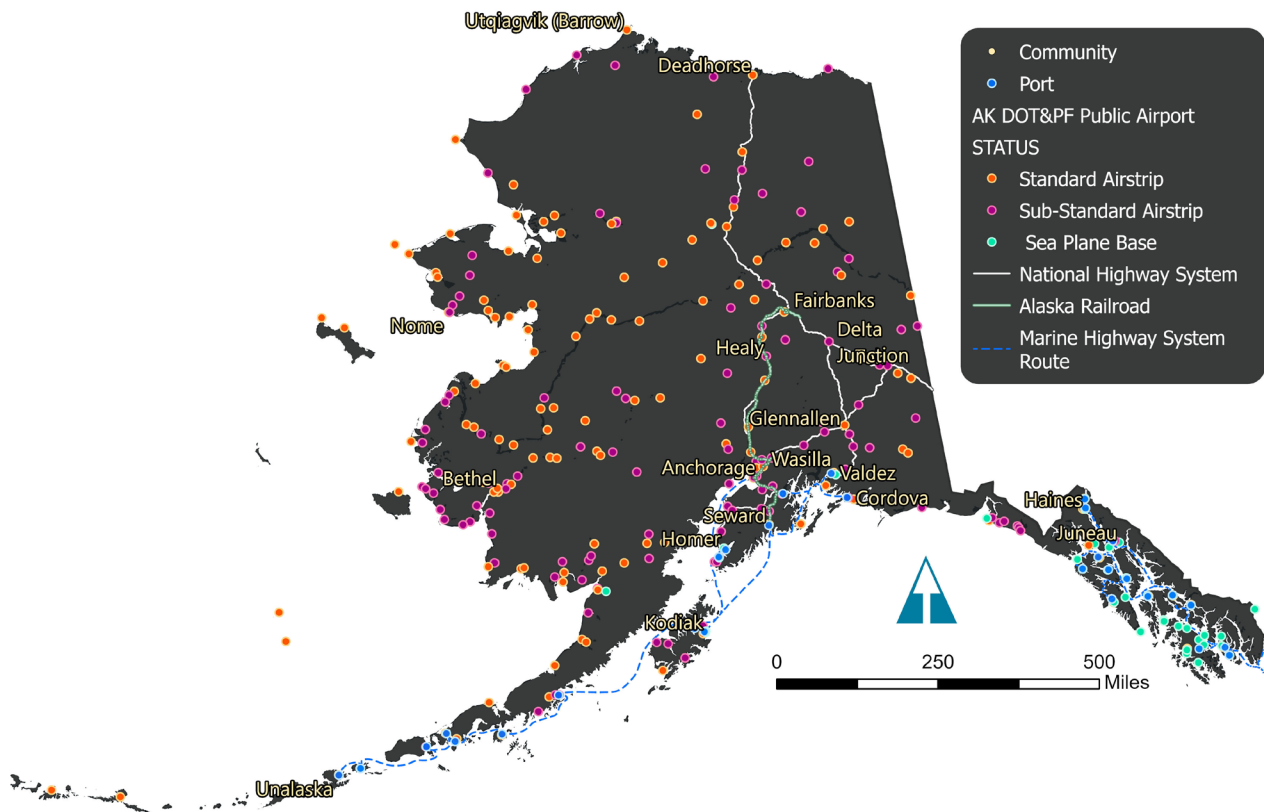 Utqiagvik (Barrow)
Deadhorse
Nome
Fairbanks
Healy
Delta
Junction
Glennallen
Bethel
Anchorage
Wasilla
Valdez
Cordova
Seward
Homer
Kodiak
Haines
Juneau
Unalaska
Community
Port
AK DOT&PF Public Airport
STATUS
Standard Airstrip
Sub-Standard Airstrip
Sea Plane Base
National Highway System
Alaska Railroad
Marine Highway System
Route
0 250 500
Miles